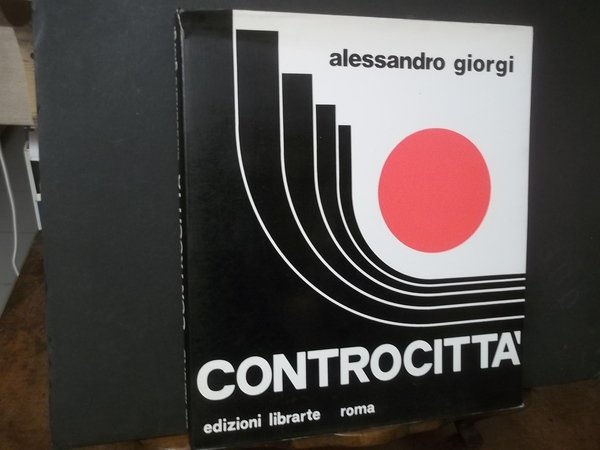 alessandro giorgi
CONTROCITTA'
edizioni librarte roma